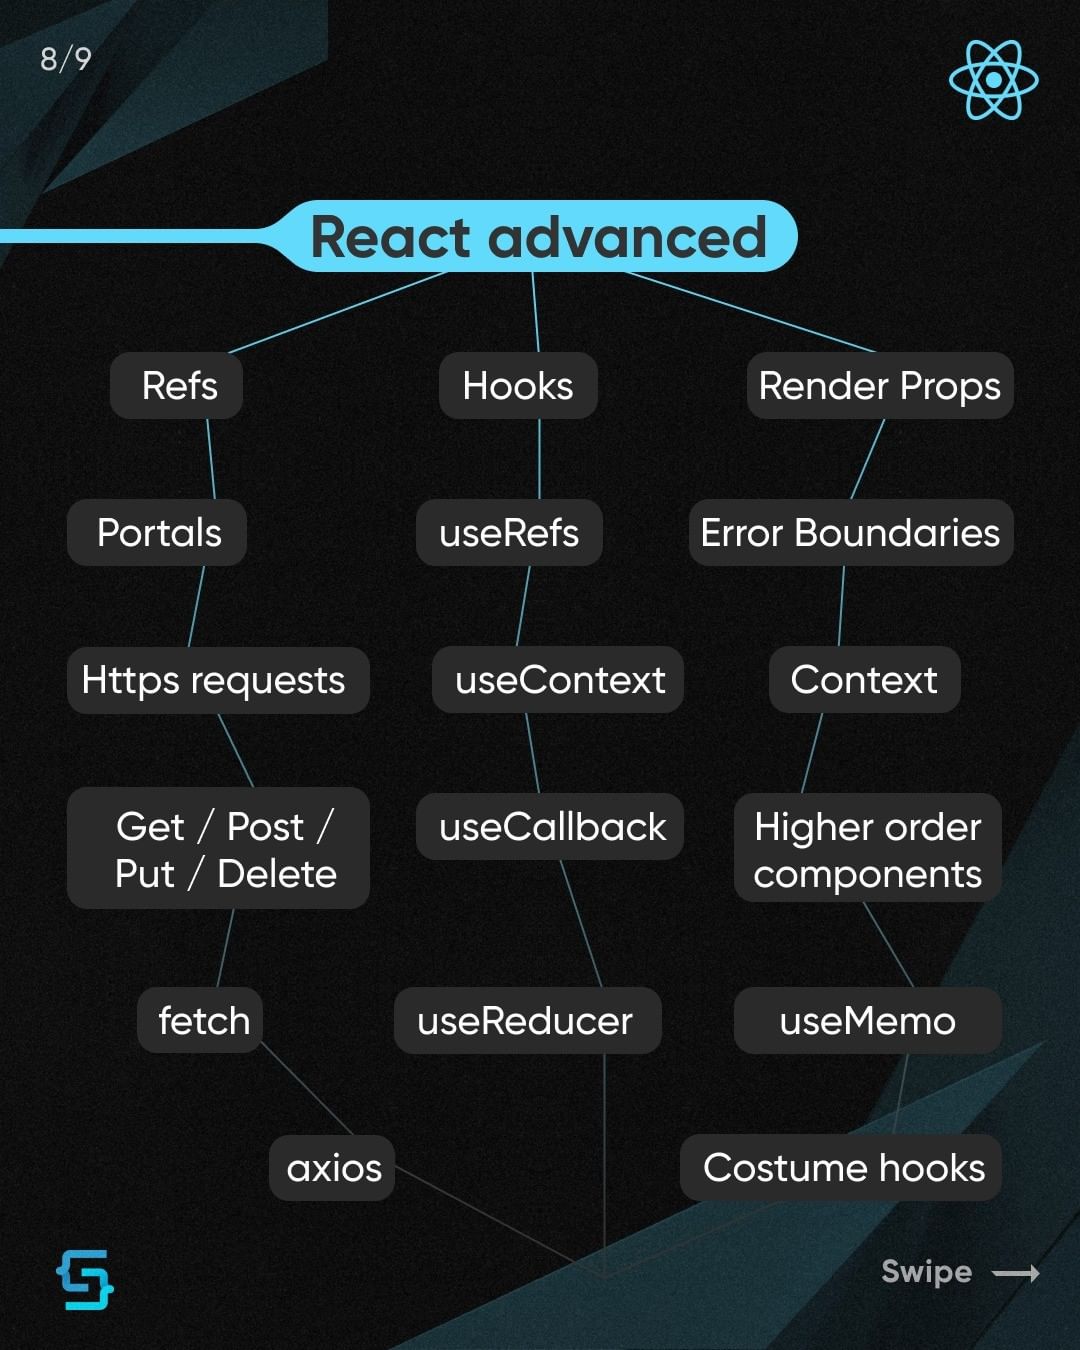 8/9
React advanced
Refs
Hooks
Render Props
Portals
useRefs
Error Boundaries
Https requests
useContext
Context
Get / Post /
Put / Delete
useCallback
Higher order
components
fetch
useReducer
useMemo
axios
Costume hooks
Swipe